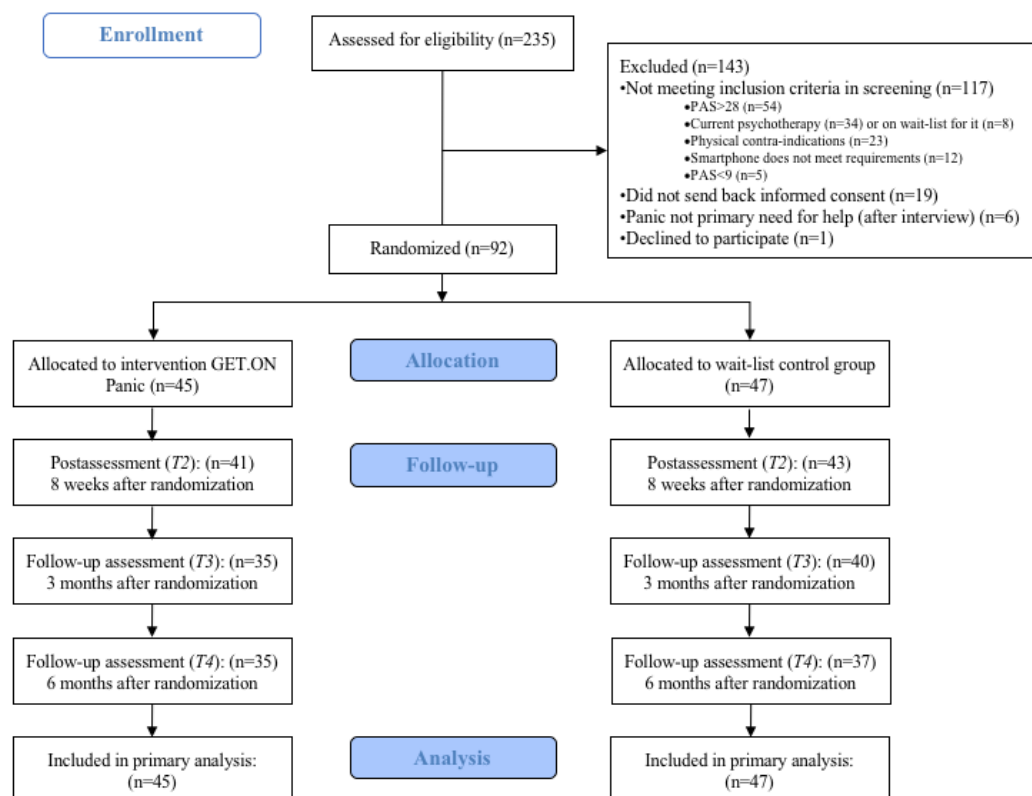 Enrollment
Assessed for eligibility (n=235)
Excluded (n=143)
•Not meeting inclusion criteria in screening (n=117)
•PAS>28 (n=54)
•Current psychotherapy (n=34) or on wait-list for it (n=8)
•Physical contra-indications (n=23)
•Smartphone does not meet requirements (n=12)
•PAS<9 (n=5)
•Did not send back informed consent (n=19)
•Panic not primary need for help (after interview) (n=6)
•Declined to participate (n=1)
Randomized (n=92)
Allocation
Allocated to intervention GET.ON
Panic (n=45)
Allocated to wait-list control group
(n=47)
Follow-up
Postassessment (T2): (n=41)
8 weeks after randomization
Postassessment (T2): (n=43)
8 weeks after randomization
Follow-up assessment (T3): (n=35)
3 months after randomization
Follow-up assessment (T3): (n=40)
3 months after randomization
Follow-up assessment (T4): (n=35)
6 months after randomization
Follow-up assessment (T4): (n=37)
6 months after randomization
Analysis
Included in primary analysis:
(n=45)
Included in primary analysis:
(n=47)